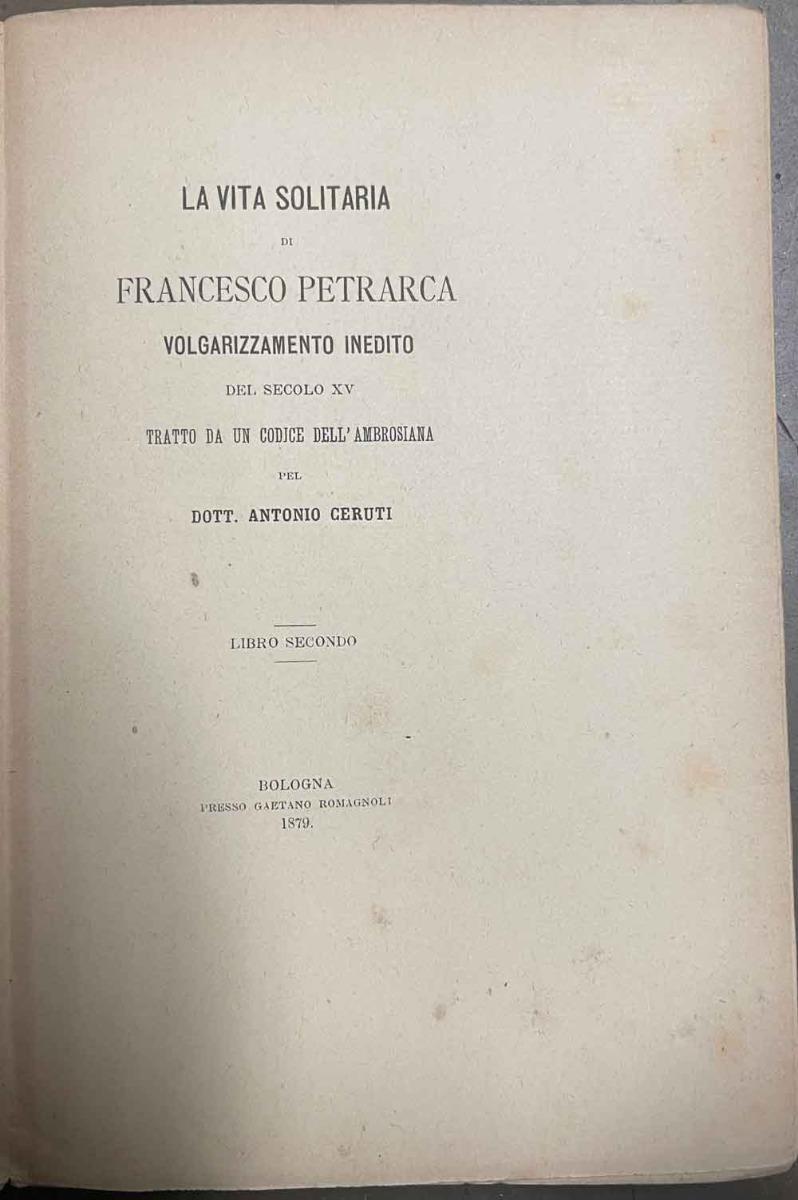 LA VITA SOLITARIA
DI
FRANCESCO PETRARCA
VOLGARIZZAMENTO INEDITO
DEL SECOLO XV
TRATTO DA UN CODICE DELL'AMBROSIANA
PEL
DOTT. ANTONIO CERUTI
LIBRO SECONDO
BOLOGNA
PRESSO GAETANO ROMAGNOLI
1879.